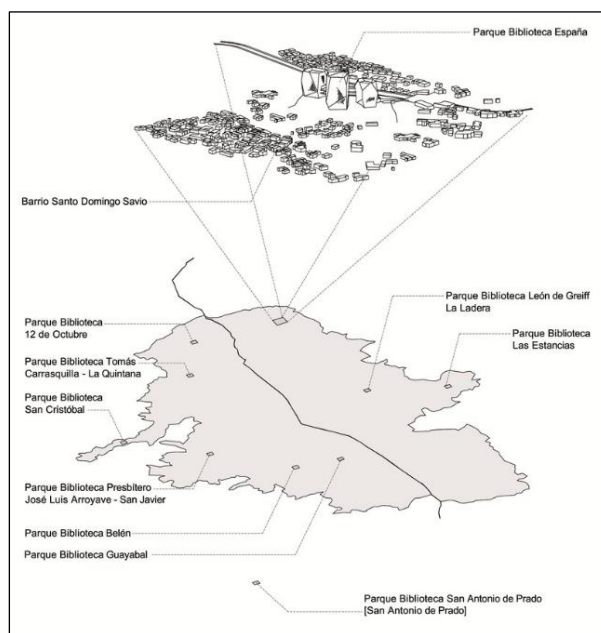 Parque Biblioteca España
Barrio Santo Domingo Savio
Parque Biblioteca León de Greiff
La Ladera
Parque Biblioteca
12 de Octubre
Parque Biblioteca
Las Estancias
Parque Biblioteca Tomás
Carrasquilla - La Quintana
Parque Biblioteca
San Cristóbal
Parque Biblioteca Presbítero
José Luis Arroyave - San Javier
Parque Biblioteca Belén
Parque Biblioteca Guayabal
Parque Biblioteca San Antonio de Prado
[San Antonio de Prado]